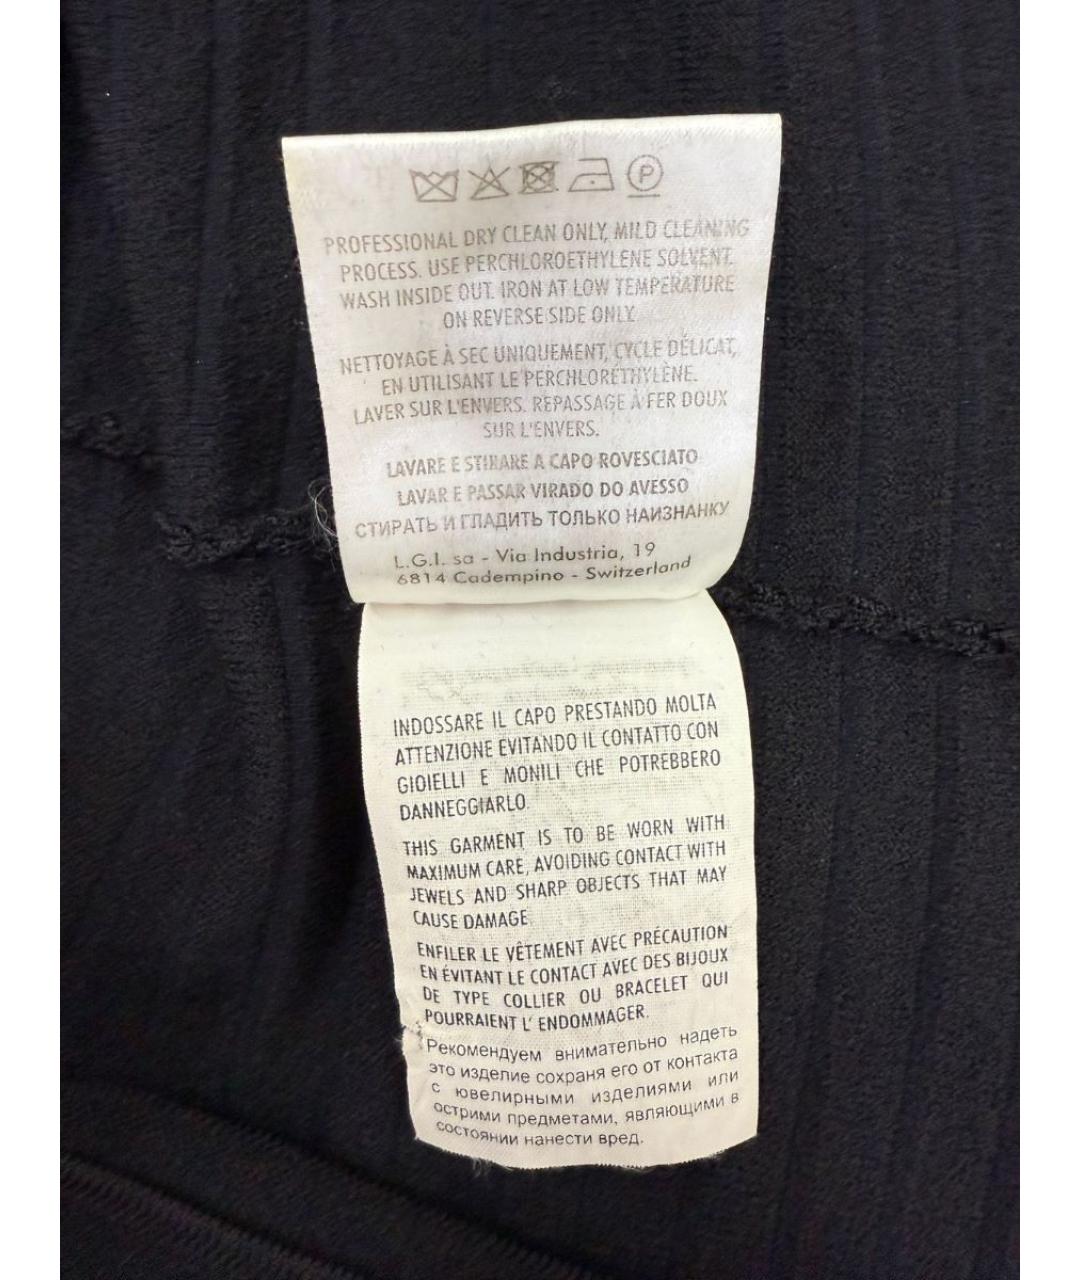 P
PROFESSIONAL DRY CLEAN ONLY, MILD CLEANING
PROCESS. USE PERCHLOROETHYLENE SOLVENT.
WASH INSIDE OUT. IRON AT LOW TEMPERATURE
ON REVERSE SIDE ONLY.
NETTOYAGE À SEC UNIQUEMENT, CYCLE DÉLICAT,
EN UTILISANT LE PERCHLORÉTHYLÈNE.
LAVER SUR L'ENVERS. REPASSAGE À FER DOUX
SUR L'ENVERS.
LAVARE E STIRARE A CAPO ROVESCIATO
LAVAR E PASSAR VIRADO DO AVESSO
СТИРАТЬ И ГЛАДИТЬ ТОЛЬКО НАИЗНАНКУ
L.G.I. sa - Via Industria, 19
6814 Cadempino - Switzerland
INDOSSARE IL CAPO PRESTANDO MOLTA
ATTENZIONE EVITANDO IL CONTATTO CON
GIOIELLI E MONILI CHE POTREBBERO
DANNEGGIARLO.
THIS GARMENT IS TO BE WORN WITH
MAXIMUM CARE, AVOIDING CONTACT WITH
JEWELS AND SHARP OBJECTS THAT MAY
CAUSE DAMAGE.
ENFILER LE VÊTEMENT AVEC PRÉCAUTION
EN ÉVITANT LE CONTACT AVEC DES BIJOUX
DE TYPE COLLIER OU BRACELET QUI
POURRAIENT L' ENDOMMAGER.
Рекомендуем внимательно надеть
это изделие сохраня его от контакта
с ювелирными изделиями или
острими предметами, являющими в
состоянии нанести вред.